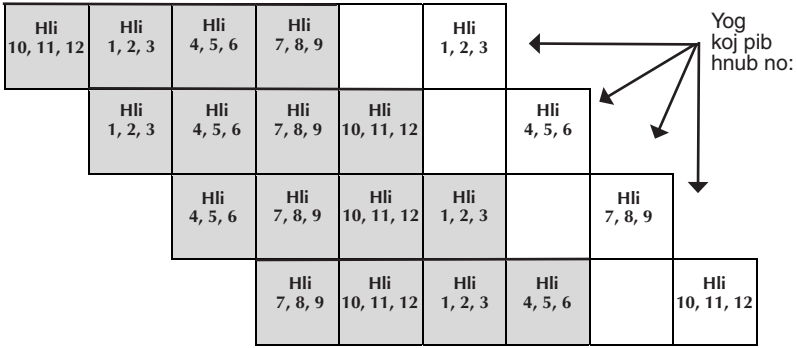 Hli Hli Hli Hli Hli
10, 11, 12 1, 2, 3 4, 5, 6 7, 8, 9 1, 2, 3
Yog
koj pib
hnub no:
Hli Hli Hli Hli Hli
1, 2, 3 4, 5, 6 7, 8, 9 10, 11, 12 4, 5, 6
Hli Hli Hli Hli Hli
4, 5, 6 7, 8, 9 10, 11, 12 1, 2, 3 7, 8, 9
Hli Hli Hli Hli Hli
7, 8, 9 10, 11, 12 1, 2, 3 4, 5, 6 10, 11, 12